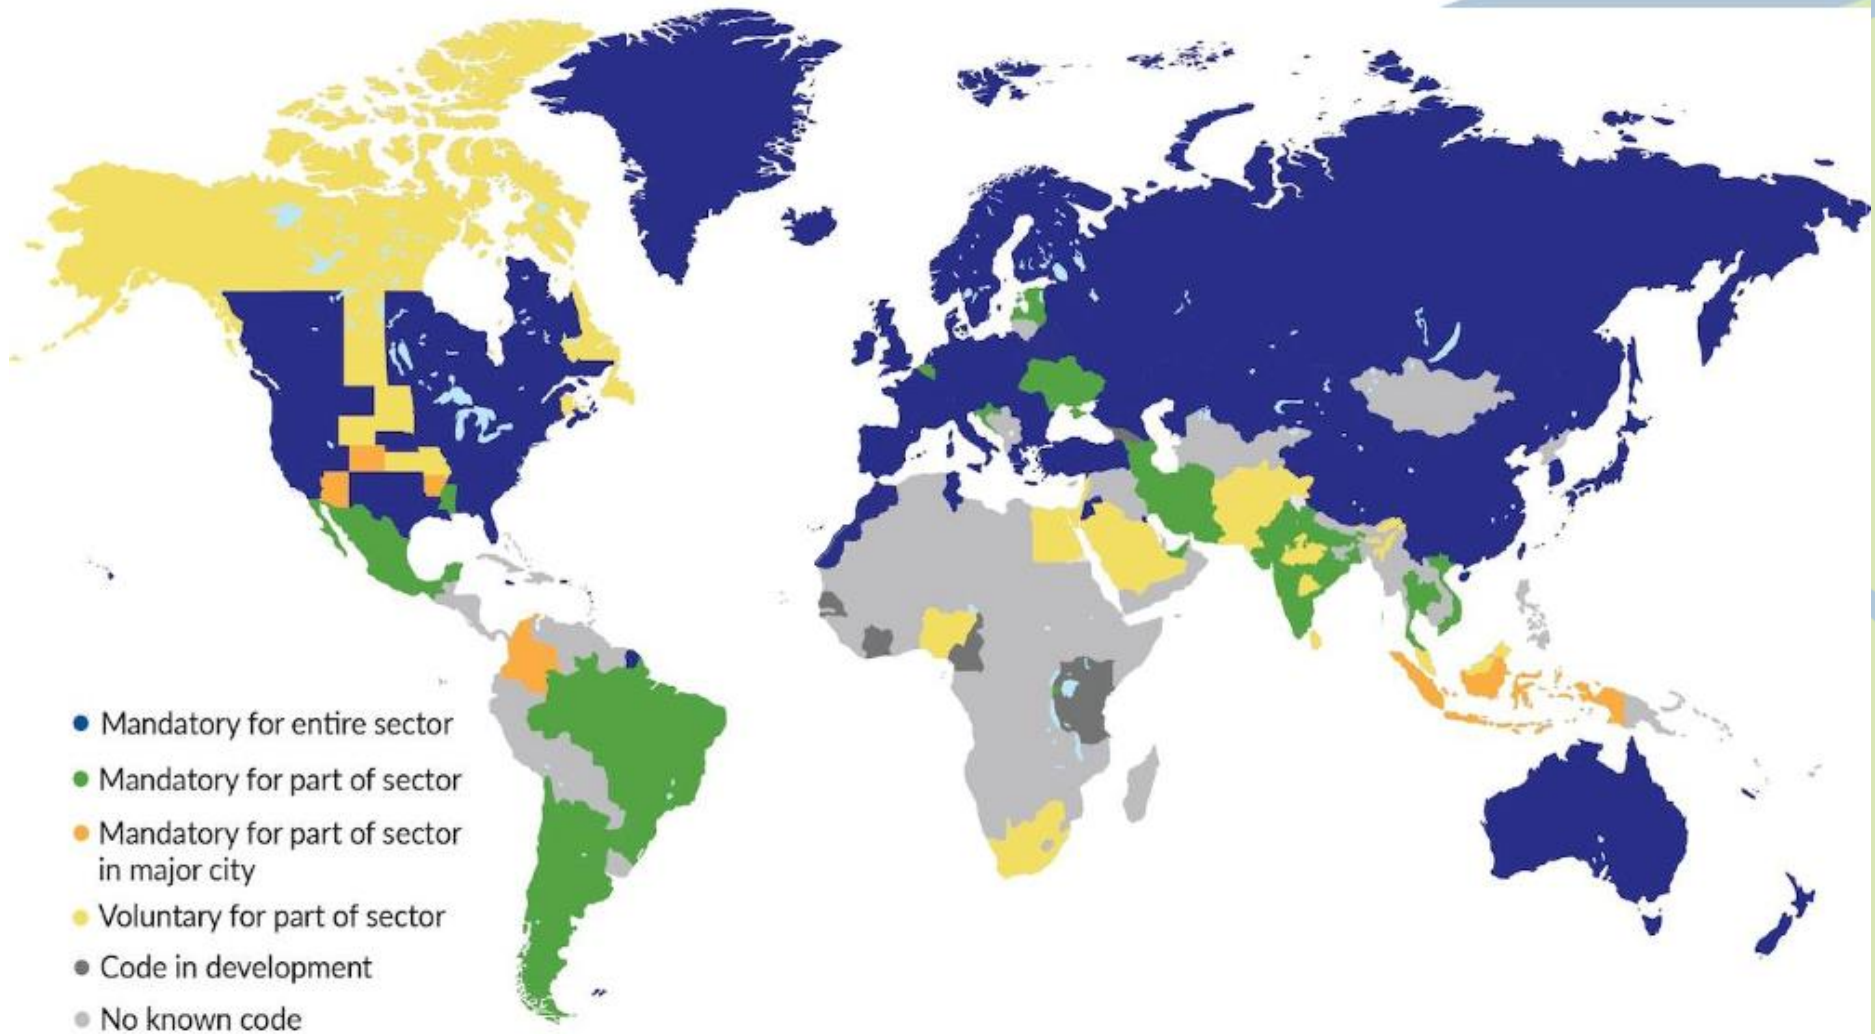 Mandatory for entire sector
Mandatory for part of sector
Mandatory for part of sector
in major city
Voluntary for part of sector
Code in development
No known code